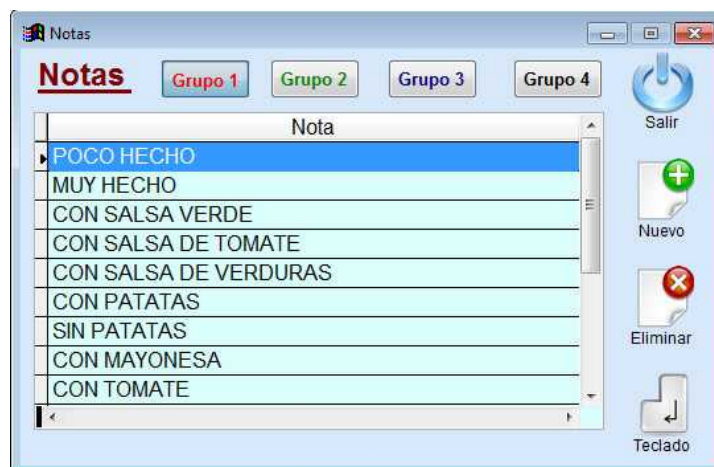 Notas
Notas Grupo 1 Grupo 2 Grupo 3 Grupo 4
Salir
Nota
POCO HECHO
MUY HECHO
CON SALSA VERDE
Nuevo
CON SALSA DE TOMATE
CON SALSA DE VERDURAS
CON PATATAS
SIN PATATAS
Eliminar
CON MAYONESA
CON TOMATE
Teclado